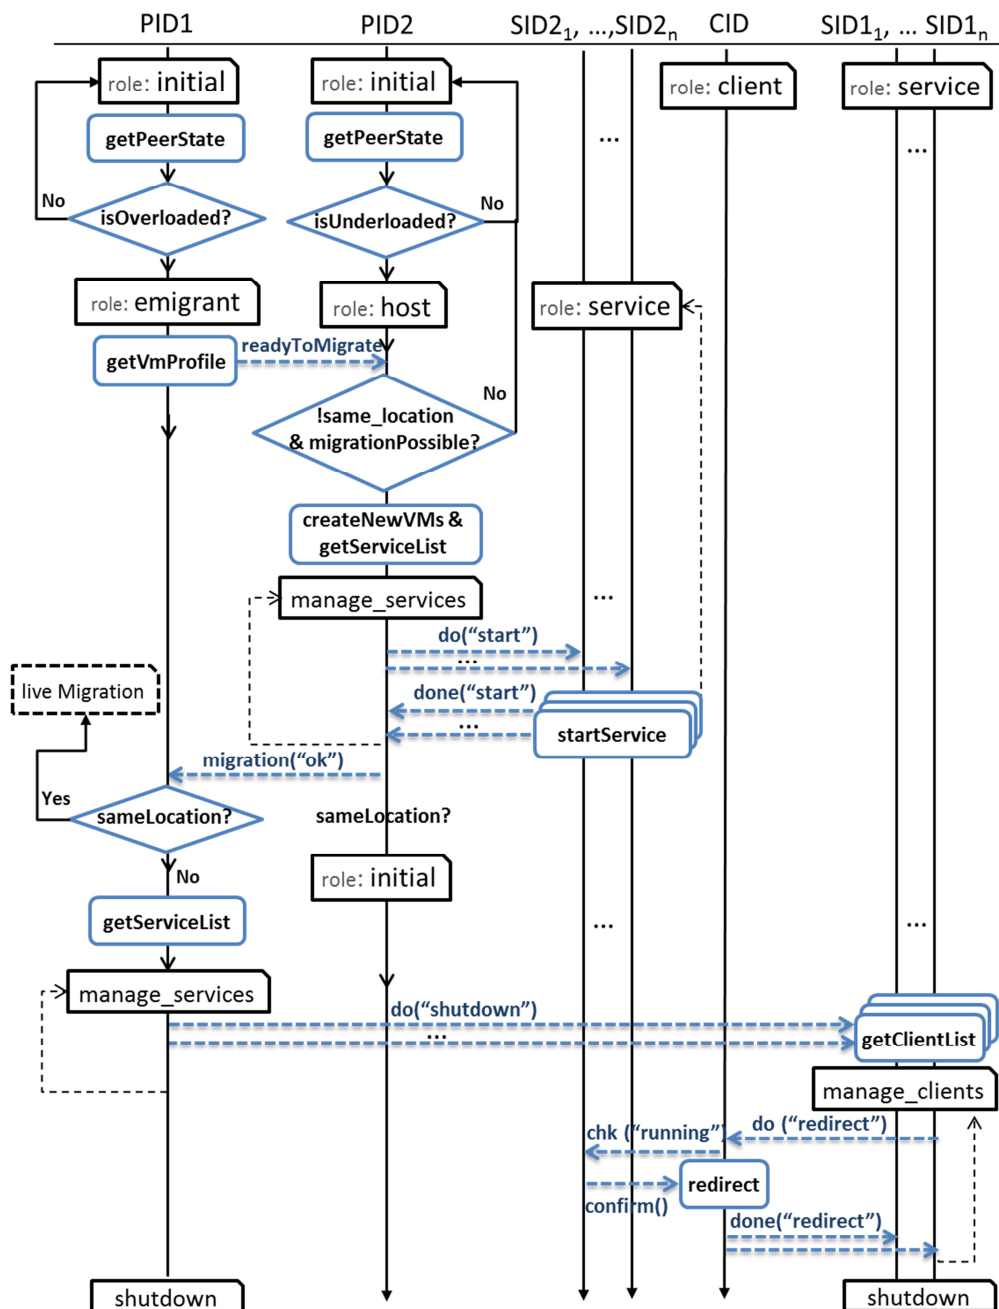 PID1 PID2 SID2₁, ...,SID2ₙ CID SID1₁, ... SID1ₙ
role: initial role: initial role: client role: service
getPeerState getPeerState ... ...
No isOverloaded? isUnderloaded? No
role: emigrant role: host role: service
getVmProfile readyToMigrate
No
!same_location
& migrationPossible?
createNewVMs &
getServiceList
manage_services ...
do(“start”)
...
live Migration done(“start”)
...
startService
migration(“ok”)
Yes sameLocation? sameLocation?
No role: initial
getServiceList ... ...
manage_services
do(“shutdown”)
...
getClientList
manage_clients
chk (“running”) do (“redirect”)
redirect
confirm()
done(“redirect”)
shutdown shutdown